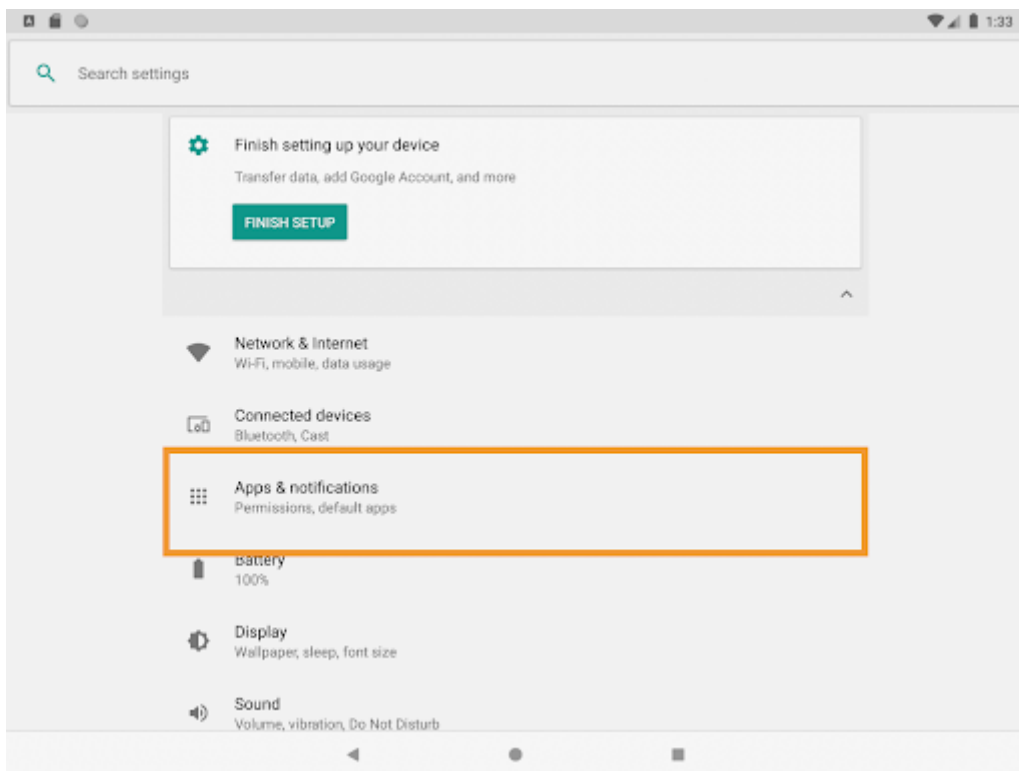 1:33
Search settings
Finish setting up your device
Transfer data, add Google Account, and more
FINISH SETUP
Network & Internet
Wi-Fi, mobile, data usage
Connected devices
Bluetooth, Cast
Apps & notifications
Permissions, default apps
Battery
100%
Display
Wallpaper, sleep, font size
Sound
Volume, vibration, Do Not Disturb